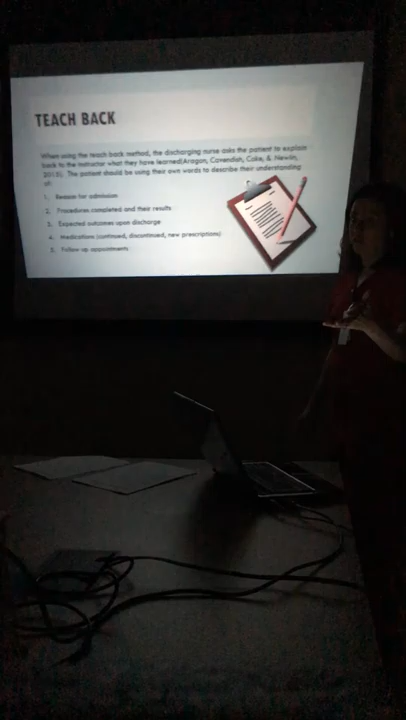 TEACH BACK
When using the teach back method, the discharging nurse asks the patient to explain
back to the instructor what they have learned(Aragon, Cavendish, Cake, & Newlin,
2015). The patient should be using their own words to describe their understanding
of:
1. Reason for admission
2. Procedures completed and their results
3. Expected outcomes upon discharge
4. Medications (continued, discontinued, new prescriptions)
5. Follow up appointments